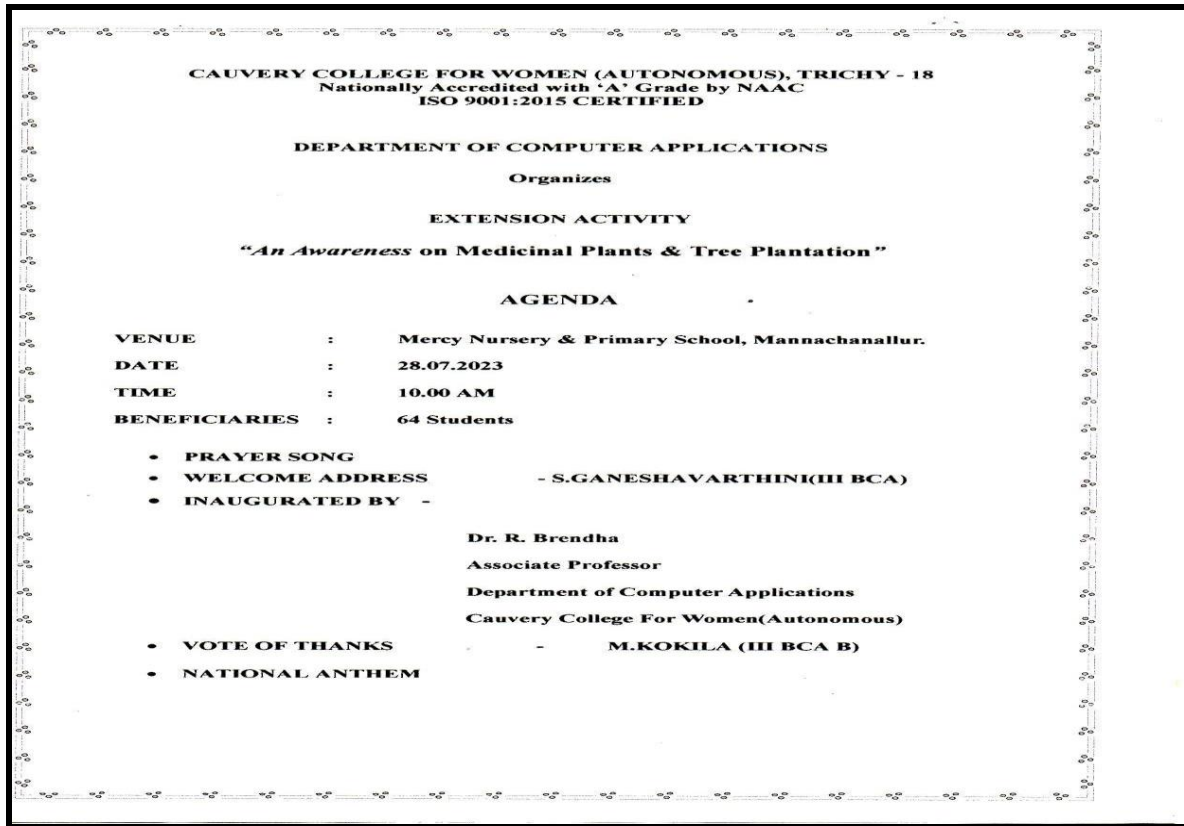 CAUVERY COLLEGE FOR WOMEN (AUTONOMOUS), TRICHY - 18
Nationally Accredited with ‘A’ Grade by NAAC
ISO 9001:2015 CERTIFIED
DEPARTMENT OF COMPUTER APPLICATIONS
Organizes
EXTENSION ACTIVITY
“An Awareness on Medicinal Plants & Tree Plantation”
AGENDA
VENUE : Mercy Nursery & Primary School, Mannachanallur.
DATE : 28.07.2023
TIME : 10.00 AM
BENEFICIARIES : 64 Students
• PRAYER SONG
• WELCOME ADDRESS - S.GANESHAVARTHINI(III BCA)
• INAUGURATED BY -
Dr. R. Brendha
Associate Professor
Department of Computer Applications
Cauvery College For Women(Autonomous)
• VOTE OF THANKS - M.KOKILA (III BCA B)
• NATIONAL ANTHEM